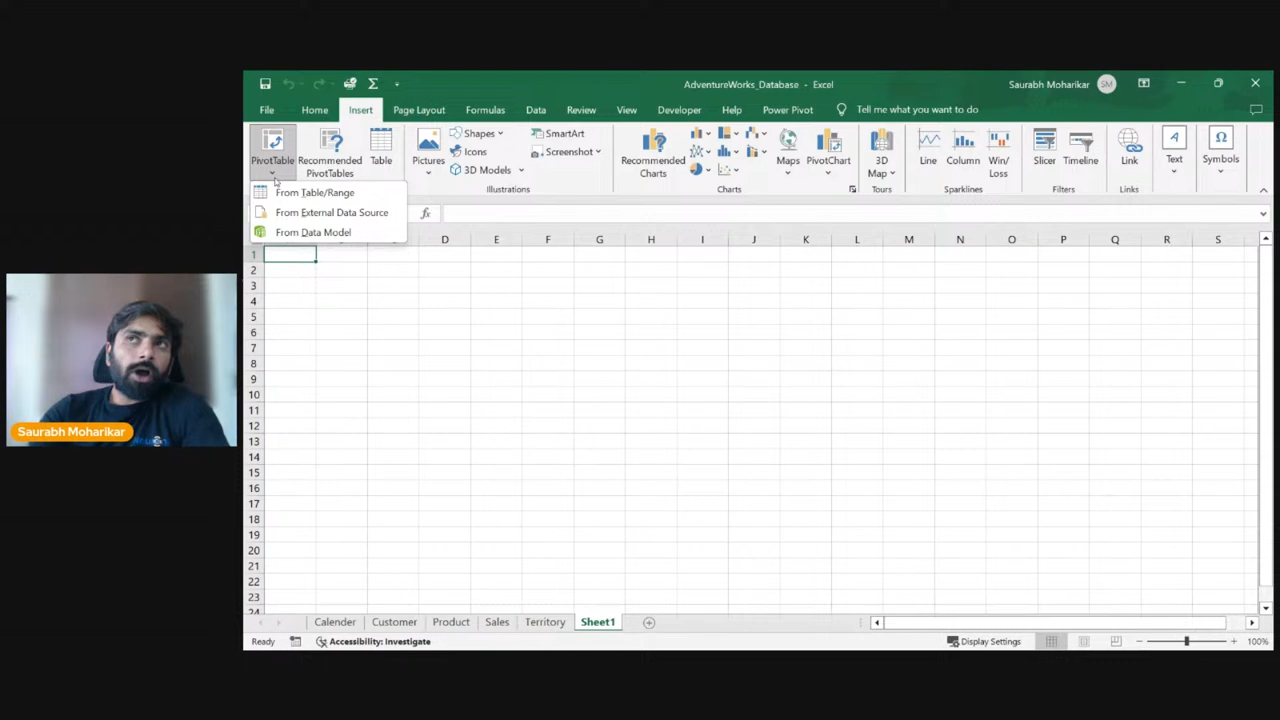 AdventureWorks_Database - Excel
Saurabh Moharikar
SM
File Home Insert Page Layout Formulas Data Review View Developer Help Power Pivot Tell me what you want to do
PivotTable
Recommended PivotTables
Table
Pictures
Shapes
Icons
3D Models
SmartArt
Screenshot
Illustrations
Recommended Charts
Maps
PivotChart
Charts
3D Map
Tours
Line
Column
Win/Loss
Sparklines
Slicer
Timeline
Filters
Link
Links
Text
Symbols
From Table/Range
From External Data Source
From Data Model
fx
D E F G H I J K L M N O P Q R S
1
2
3
4
5
6
7
8
9
10
11
12
13
14
15
16
17
18
19
20
21
22
23
24
Calender Customer Product Sales Territory Sheet1
Ready
Accessibility: Investigate
Display Settings
100%
Saurabh Moharikar